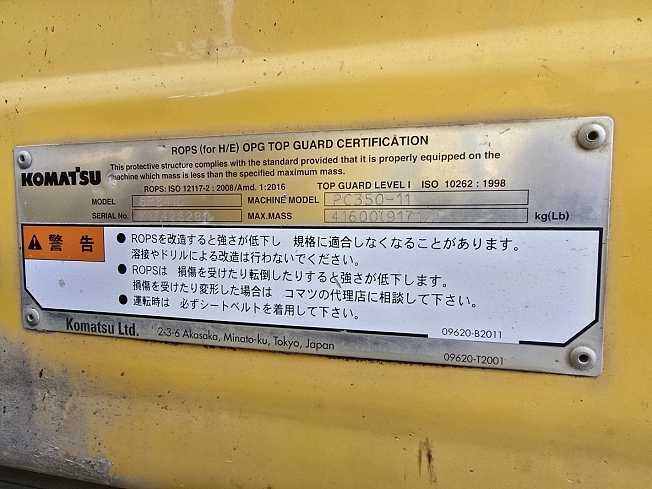 ROPS (for H/E) OPG TOP GUARD CERTIFICATION
KOMATSU
This protective structure complies with the standard provided that it is properly equipped on the
machine which mass is less than the specified maximum mass.
ROPS: ISO 12117-2 : 2008/Amd. 1:2016 TOP GUARD LEVEL I ISO 10262 : 1998
MODEL MACHINE MODEL PC350-11
SERIAL No. MAX.MASS 41600(91712) kg(Lb)
警告
● ROPSを改造すると強さが低下し 規格に適合しなくなることがあります。
溶接やドリルによる改造は行わないでください。
● ROPSは 損傷を受けたり転倒したりすると強さが低下します。
損傷を受けたり変形した場合は コマツの代理店に相談して下さい。
● 運転時は 必ずシートベルトを着用して下さい。
09620-B2011
Komatsu Ltd. 2-3-6 Akasaka, Minato-ku, Tokyo, Japan
09620-T2001